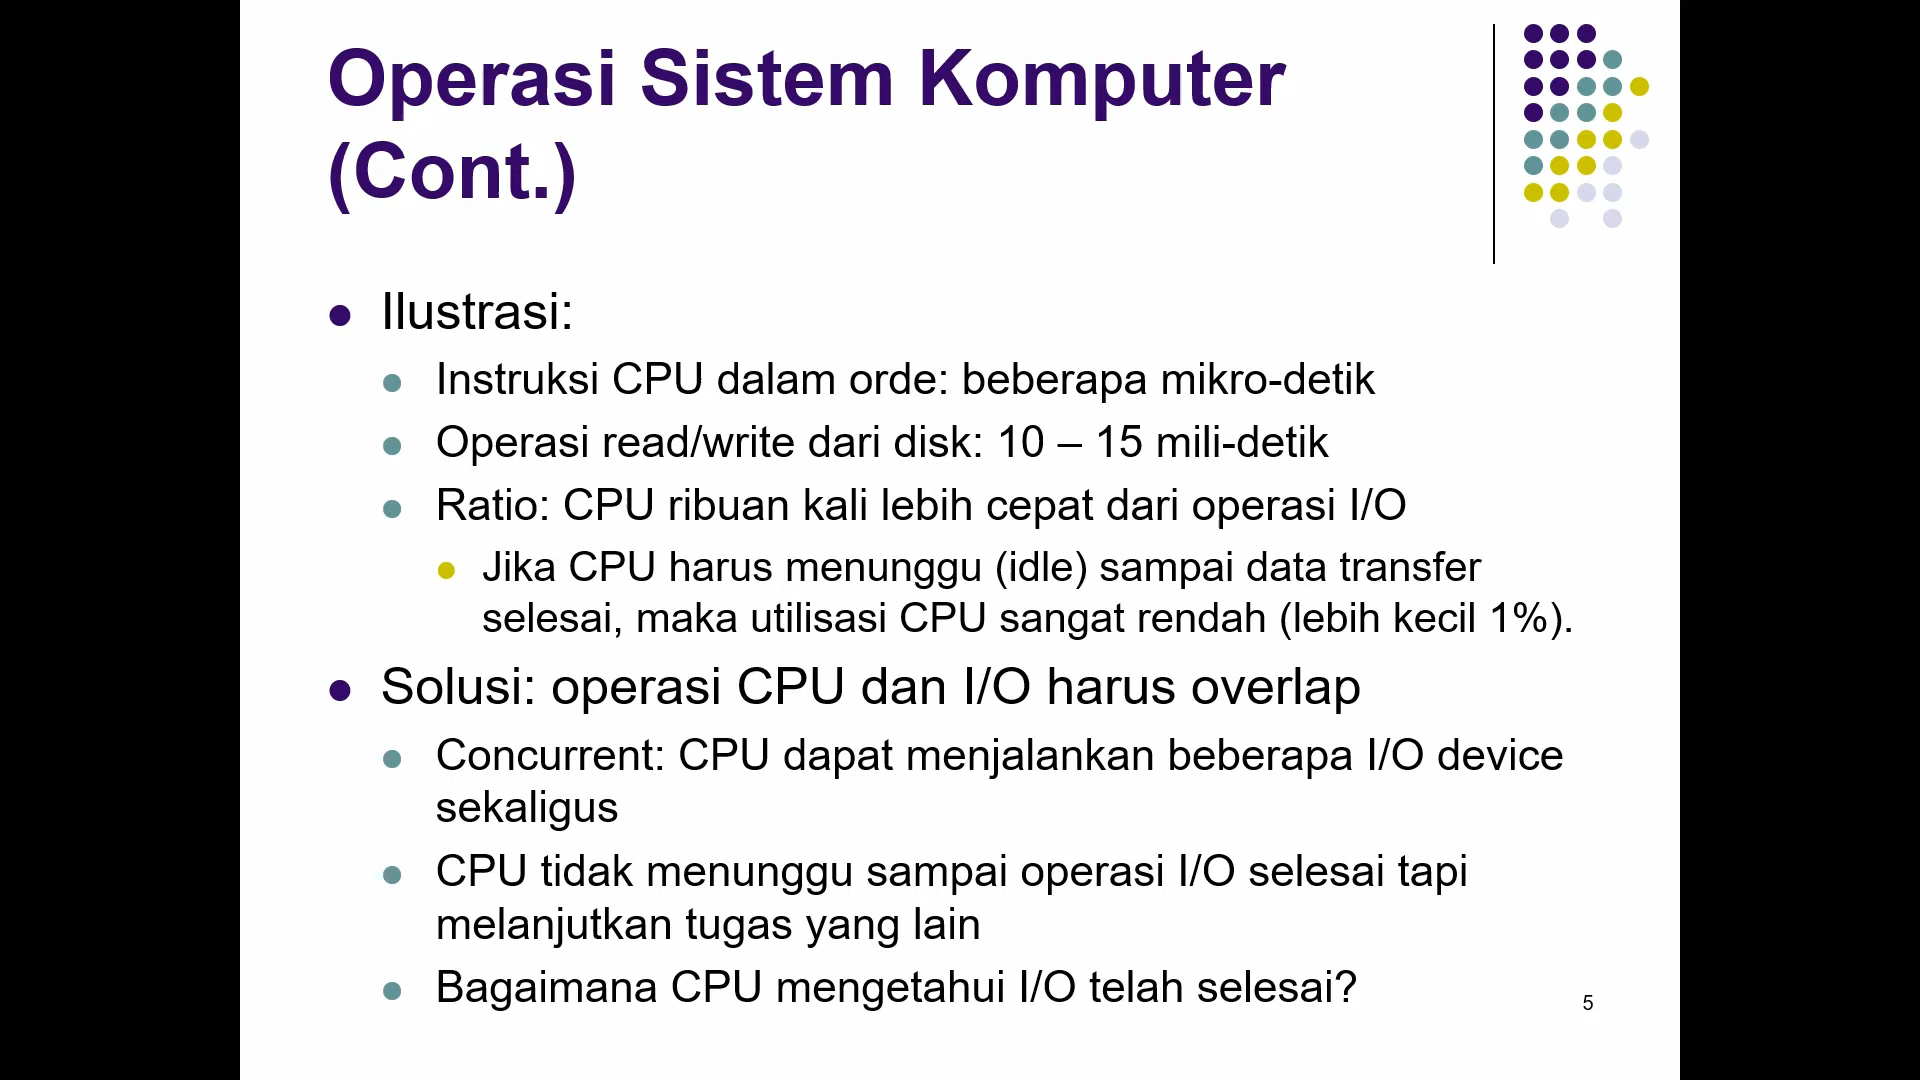 Operasi Sistem Komputer
(Cont.)
Ilustrasi:
Instruksi CPU dalam orde: beberapa mikro-detik
Operasi read/write dari disk: 10 – 15 mili-detik
Ratio: CPU ribuan kali lebih cepat dari operasi I/O
Jika CPU harus menunggu (idle) sampai data transfer
selesai, maka utilisasi CPU sangat rendah (lebih kecil 1%).
Solusi: operasi CPU dan I/O harus overlap
Concurrent: CPU dapat menjalankan beberapa I/O device
sekaligus
CPU tidak menunggu sampai operasi I/O selesai tapi
melanjutkan tugas yang lain
Bagaimana CPU mengetahui I/O telah selesai?
5